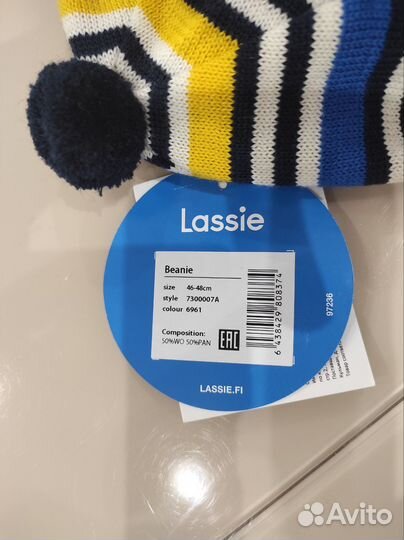 Lassie
Beanie
size 46-48cm
style 7300007A
colour 6961
Composition:
50%WO 50%PAN
EAC
6 438429 808374
97236
LASSIE.FI
Avito